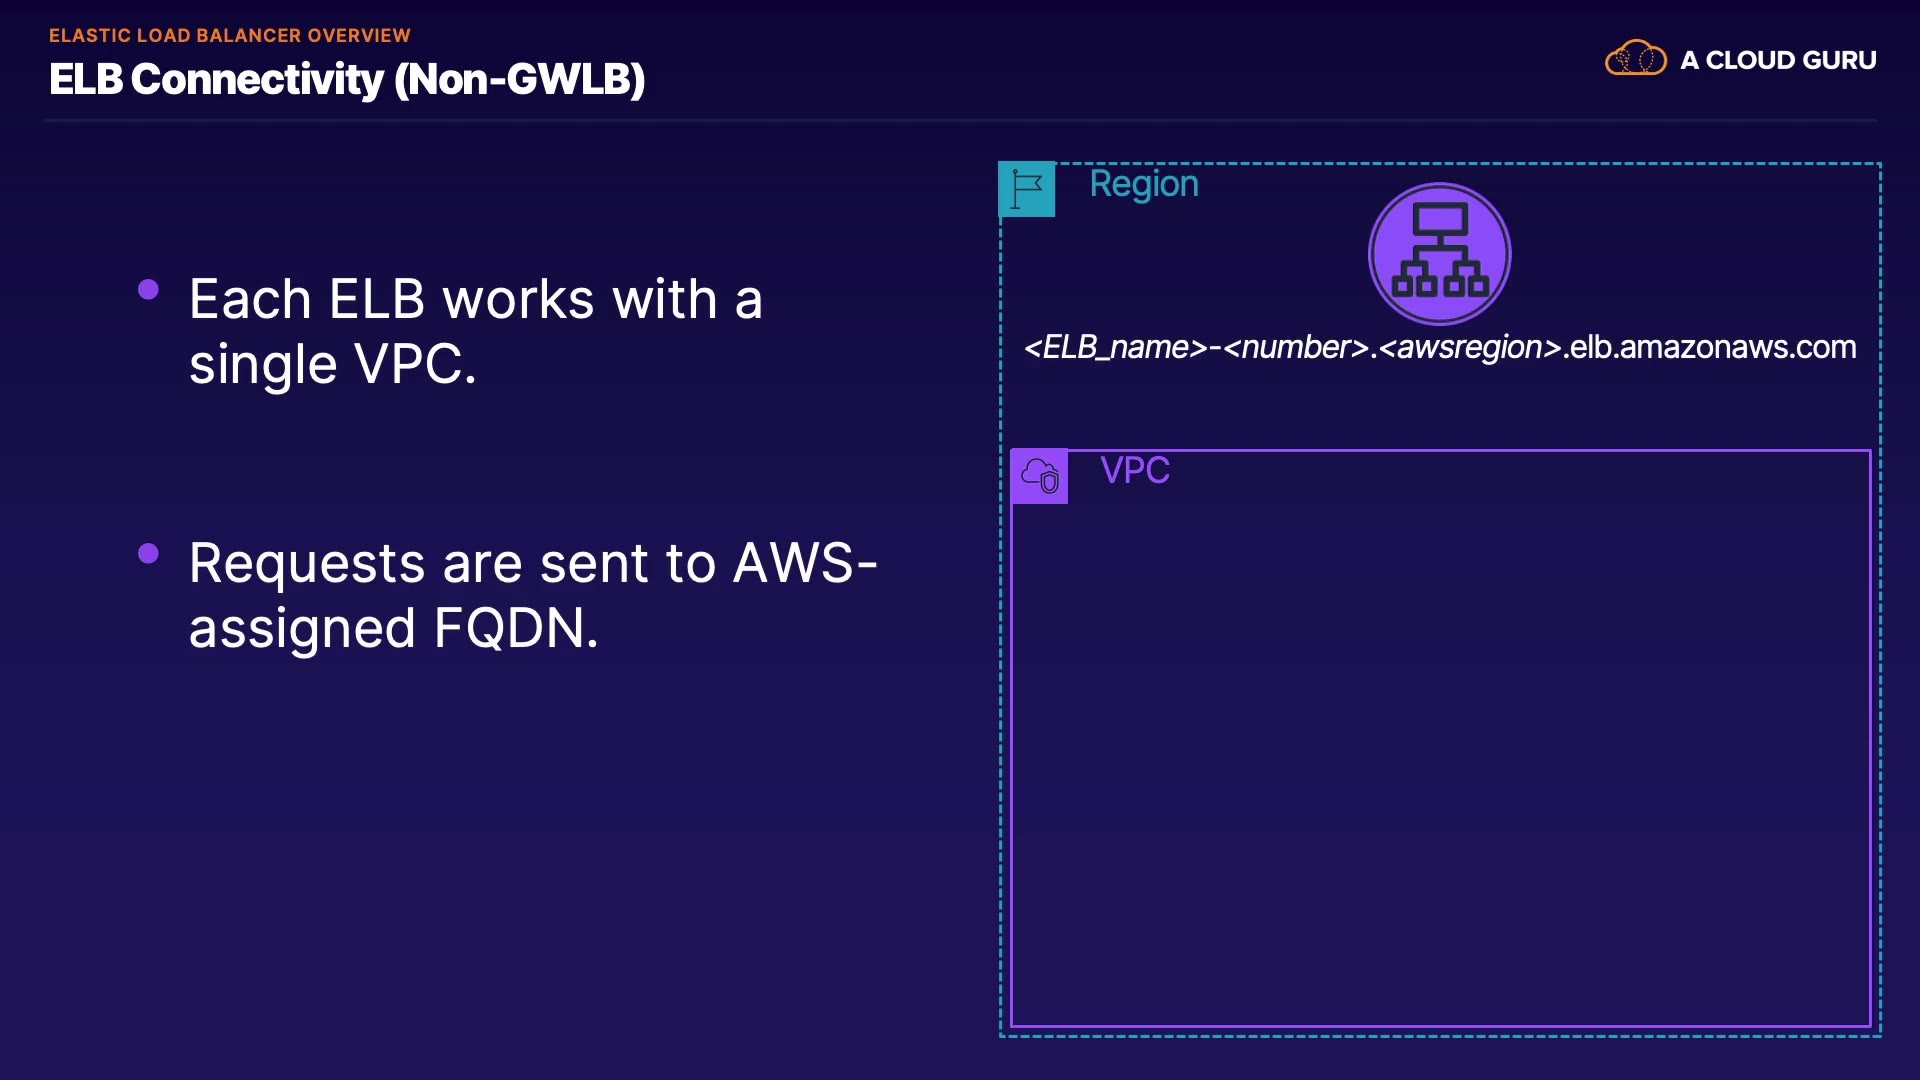 ELASTIC LOAD BALANCER OVERVIEW
ELB Connectivity (Non-GWLB)
A CLOUD GURU
Each ELB works with a
single VPC.
Requests are sent to AWS-
assigned FQDN.
Region
<ELB_name>-<number>.<awsregion>.elb.amazonaws.com
VPC